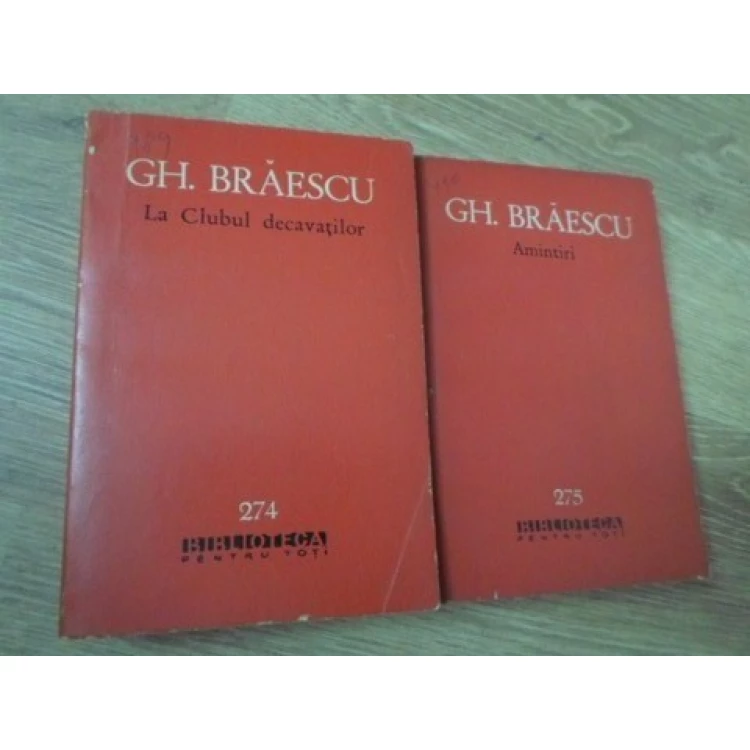 GH. BRĂESCU
La Clubul decavaților
274
BIBLIOTECA
PENTRU TOȚI
GH. BRĂESCU
Amintiri
275
BIBLIOTECA
PENTRU TOȚI